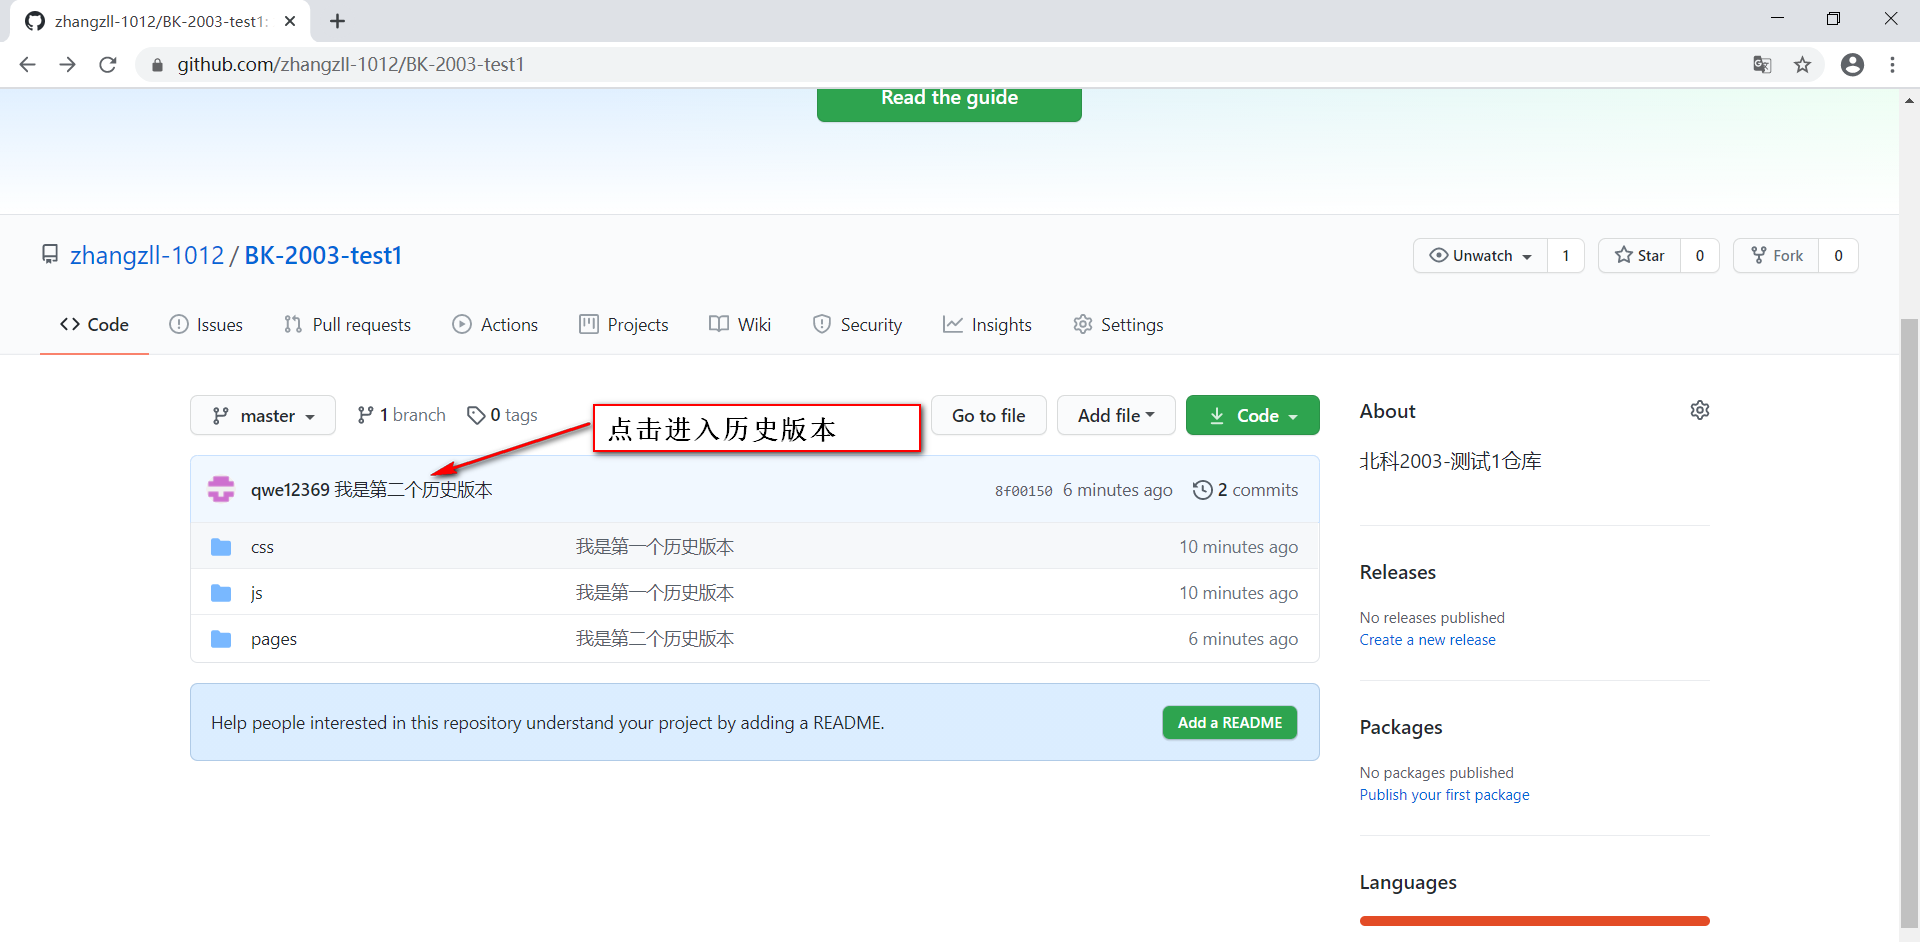 zhangzll-1012/BK-2003-test1:
github.com/zhangzll-1012/BK-2003-test1
Read the guide
zhangzll-1012 / BK-2003-test1
Unwatch 1
Star 0
Fork 0
Code
Issues
Pull requests
Actions
Projects
Wiki
Security
Insights
Settings
master
1 branch
0 tags
点击进入历史版本
Go to file
Add file
Code
qwe12369 我是第二个历史版本
8f00150 6 minutes ago
2 commits
css 我是第一个历史版本 10 minutes ago
js 我是第一个历史版本 10 minutes ago
pages 我是第二个历史版本 6 minutes ago
Help people interested in this repository understand your project by adding a README.
Add a README
About
北科2003-测试1仓库
Releases
No releases published
Create a new release
Packages
No packages published
Publish your first package
Languages